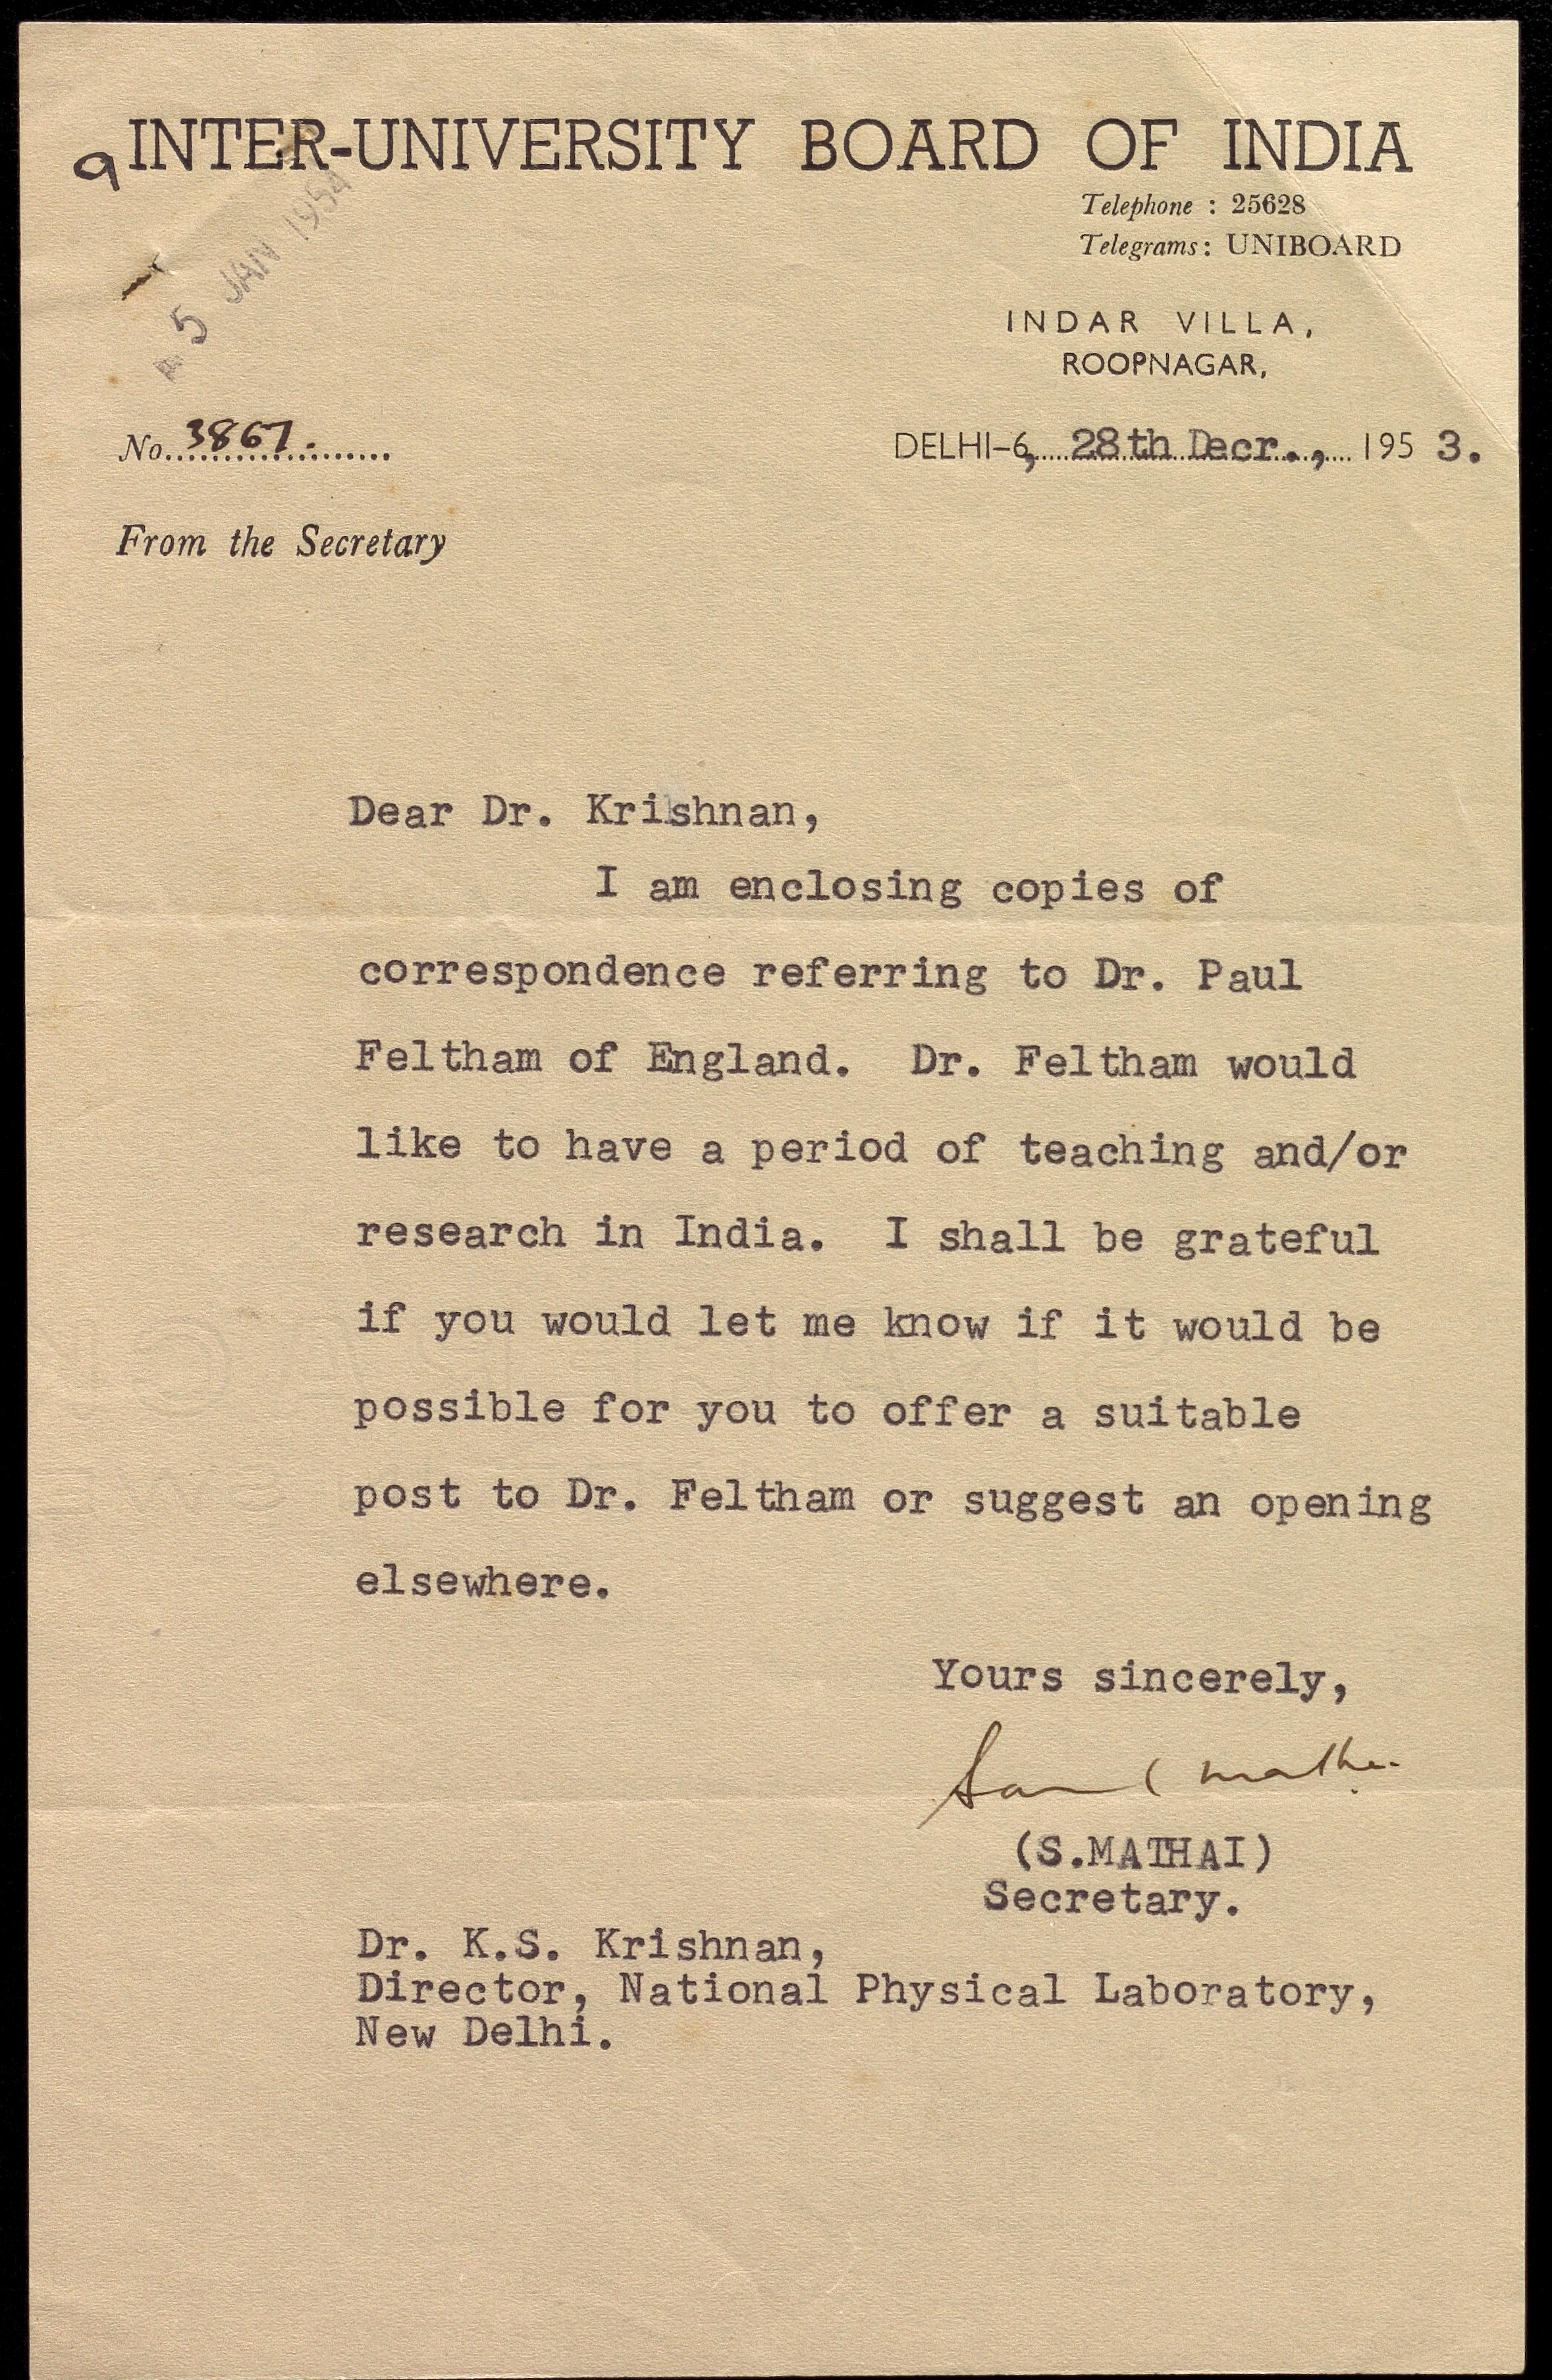 9
INTER-UNIVERSITY BOARD OF INDIA
Telephone : 25628
Telegrams: UNIBOARD
5 JAN 1954
INDAR VILLA,
ROOPNAGAR,
No. 3867.
DELHI-6, 28th Decr., 195 3.
From the Secretary
Dear Dr. Krishnan,
I am enclosing copies of
correspondence referring to Dr. Paul
Feltham of England. Dr. Feltham would
like to have a period of teaching and/or
research in India. I shall be grateful
if you would let me know if it would be
possible for you to offer a suitable
post to Dr. Feltham or suggest an opening
elsewhere.
Yours sincerely,
(S.MATHAI)
Secretary.
Dr. K.S. Krishnan,
Director, National Physical Laboratory,
New Delhi.